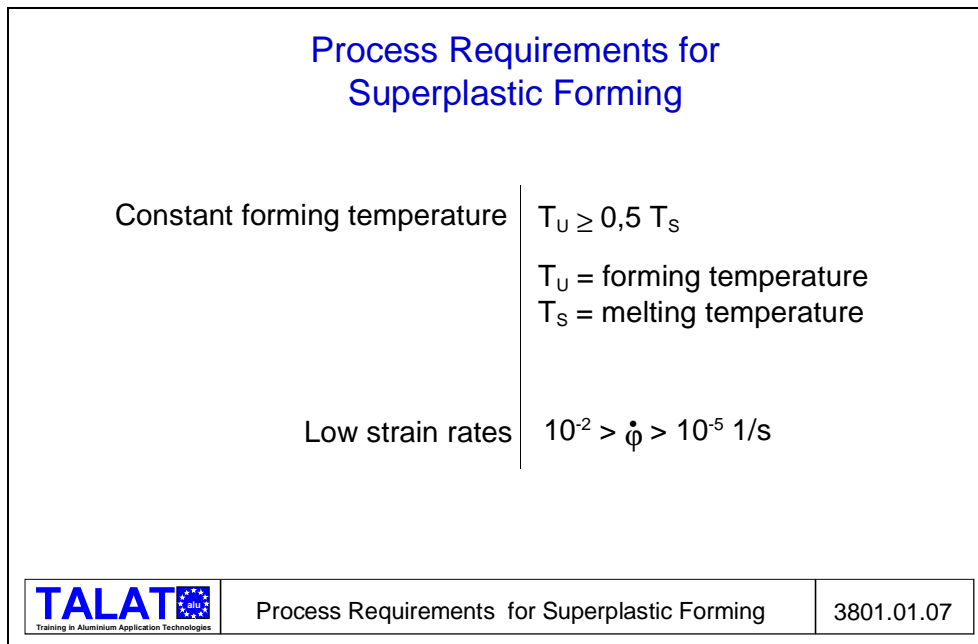 Process Requirements for
Superplastic Forming
Constant forming temperature
T_U ≥ 0,5 T_S
T_U = forming temperature
T_S = melting temperature
Low strain rates
10⁻² > φ̇ > 10⁻⁵ 1/s
TALAT
alu
Training in Aluminium Application Technologies
Process Requirements for Superplastic Forming
3801.01.07